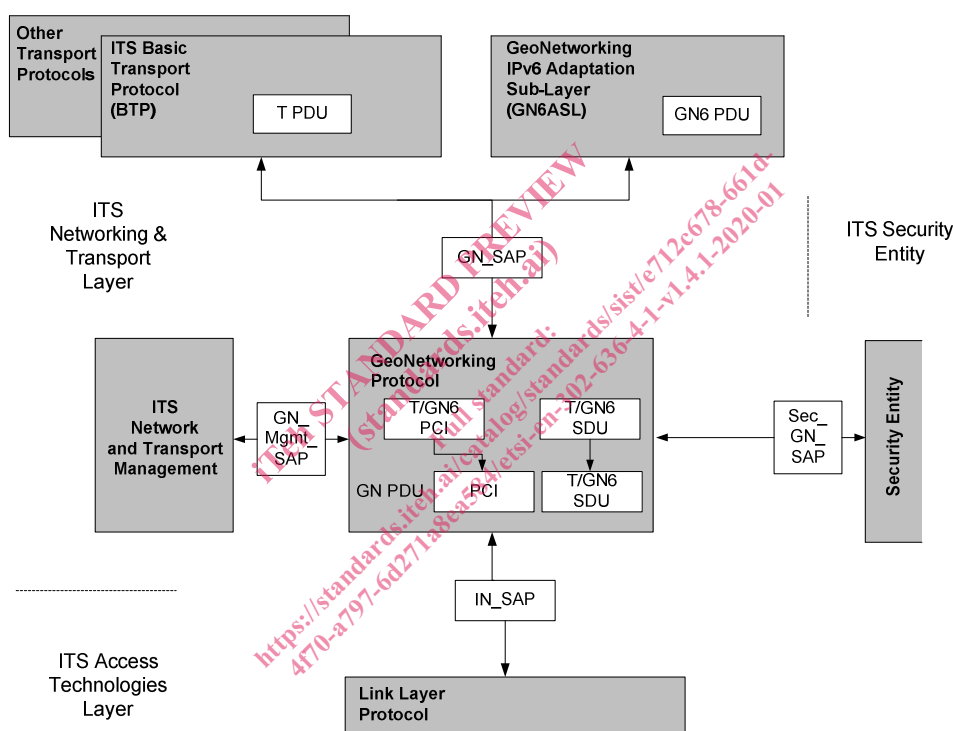 Other
Transport
Protocols
ITS Basic
Transport
Protocol
(BTP)
T PDU
GeoNetworking
IPv6 Adaptation
Sub-Layer
(GN6ASL)
GN6 PDU
ITS
Networking &
Transport
Layer
GN_SAP
ITS Security
Entity
ITS
Network
and Transport
Management
GN_
Mgmt_
SAP
GeoNetworking
Protocol
T/GN6
PCI
T/GN6
SDU
GN PDU
PCI
T/GN6
SDU
Sec_
GN_
SAP
Security Entity
IN_SAP
ITS Access
Technologies
Layer
Link Layer
Protocol
iTeh STANDARD PREVIEW
(standards.iteh.ai)
Full standard:
https://standards.iteh.ai/catalog/standards/sist/e712c678-661d-
4f70-a797-6d271a8ea584/etsi-en-302-636-4-1-v1.4.1-2020-01